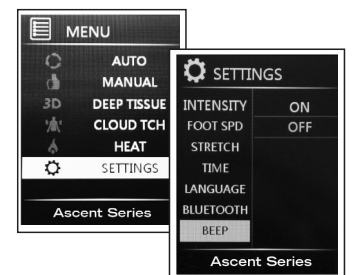 MENU
AUTO
MANUAL
3D DEEP TISSUE
CLOUD TCH
HEAT
SETTINGS
Ascent Series
SETTINGS
INTENSITY ON
FOOT SPD OFF
STRETCH
TIME
LANGUAGE
BLUETOOTH
BEEP
Ascent Series